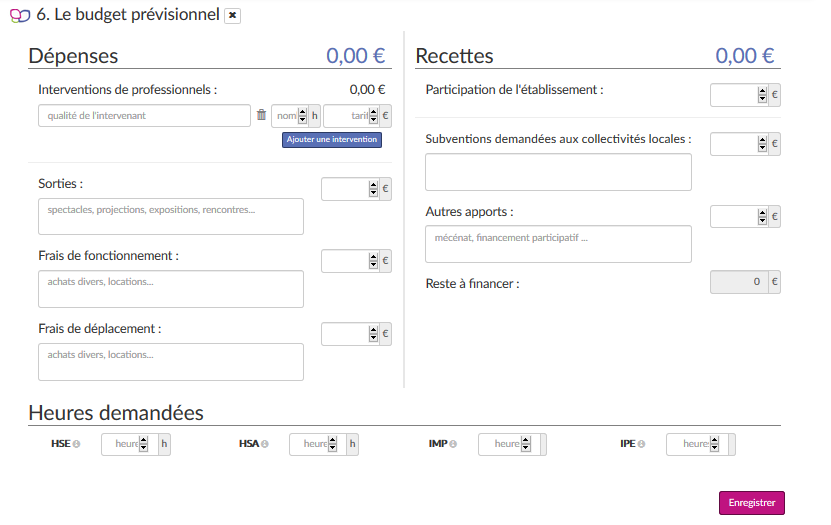 6. Le budget prévisionnel
Dépenses 0,00 €
Interventions de professionnels : 0,00 €
qualité de l'intervenant nom h tarif €
Ajouter une intervention
Sorties : €
spectacles, projections, expositions, rencontres...
Frais de fonctionnement : €
achats divers, locations...
Frais de déplacement : €
achats divers, locations...
Recettes 0,00 €
Participation de l'établissement : €
Subventions demandées aux collectivités locales : €
Autres apports : €
mécénat, financement participatif ...
Reste à financer : 0 €
Heures demandées
HSE heure h HSA heure h IMP heure IPE heure
Enregistrer